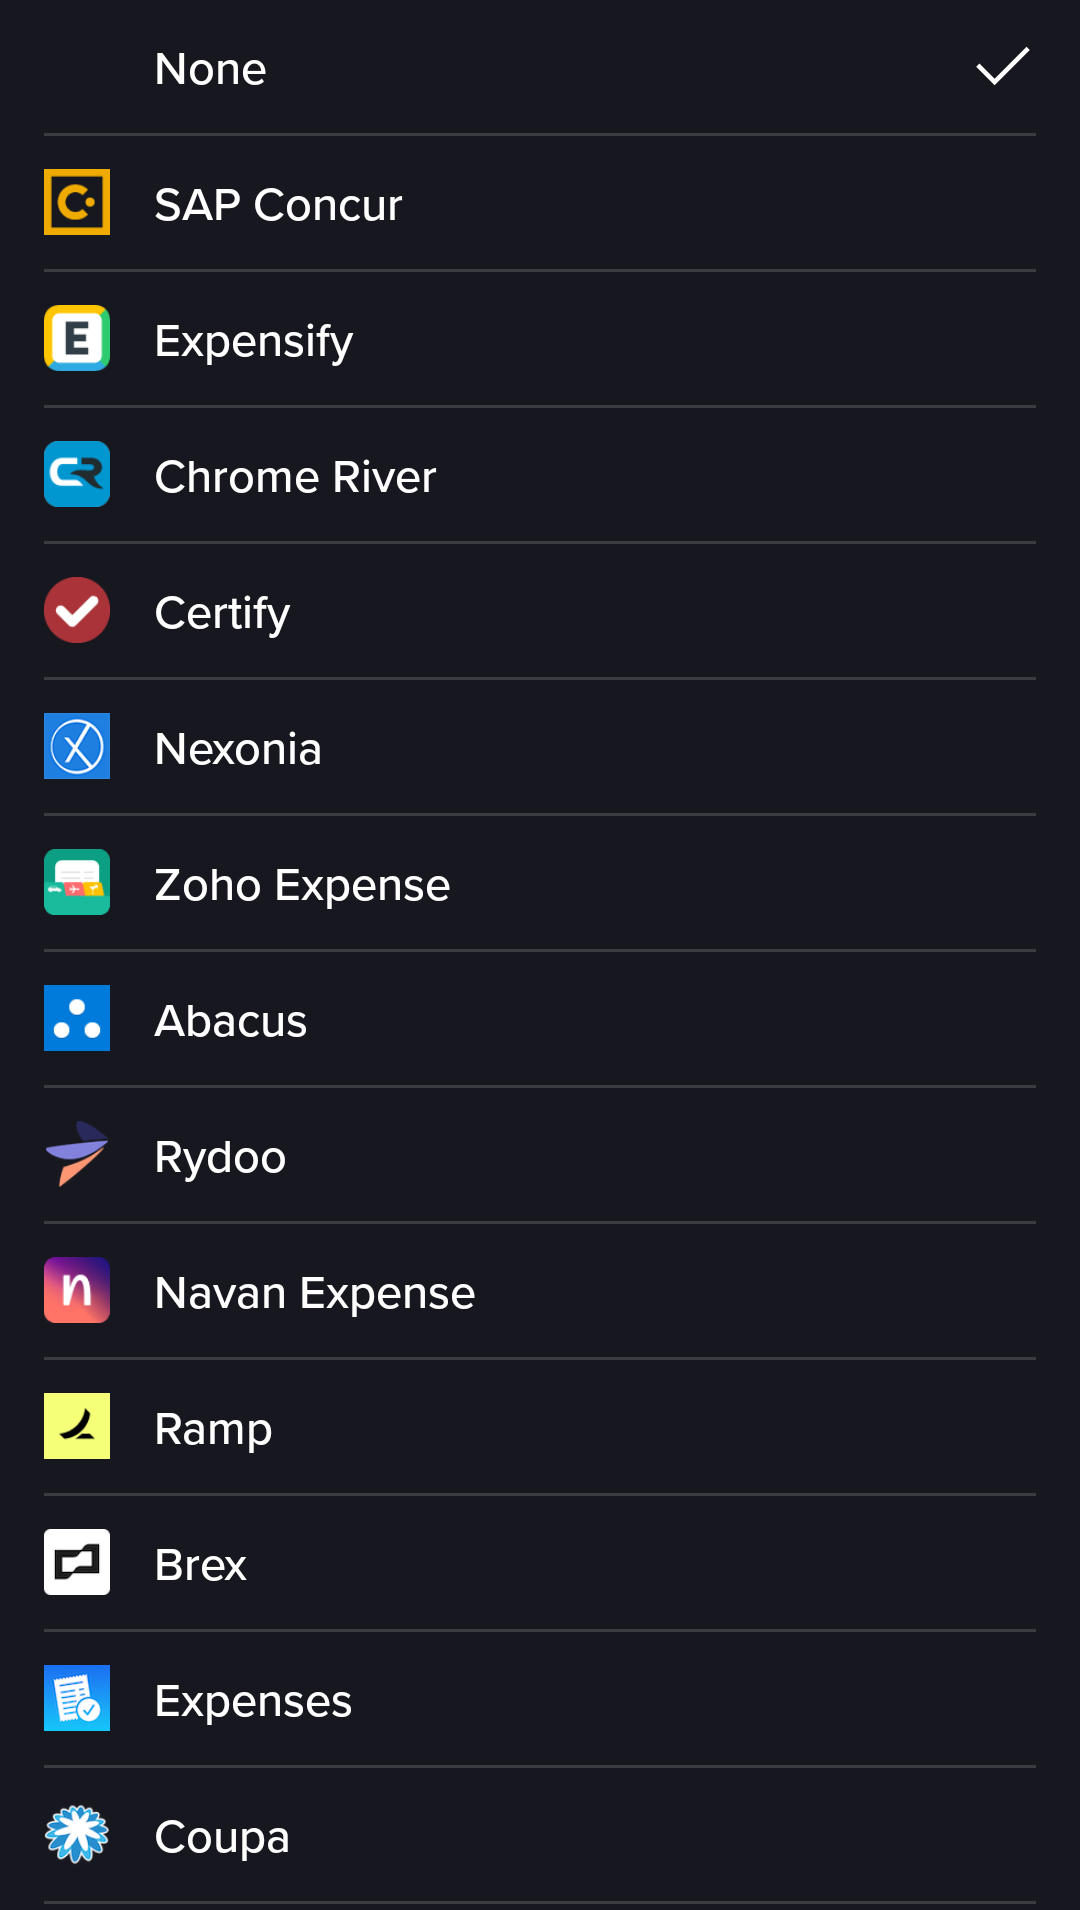 None
SAP Concur
Expensify
Chrome River
Certify
Nexonia
Zoho Expense
Abacus
Rydoo
Navan Expense
Ramp
Brex
Expenses
Coupa